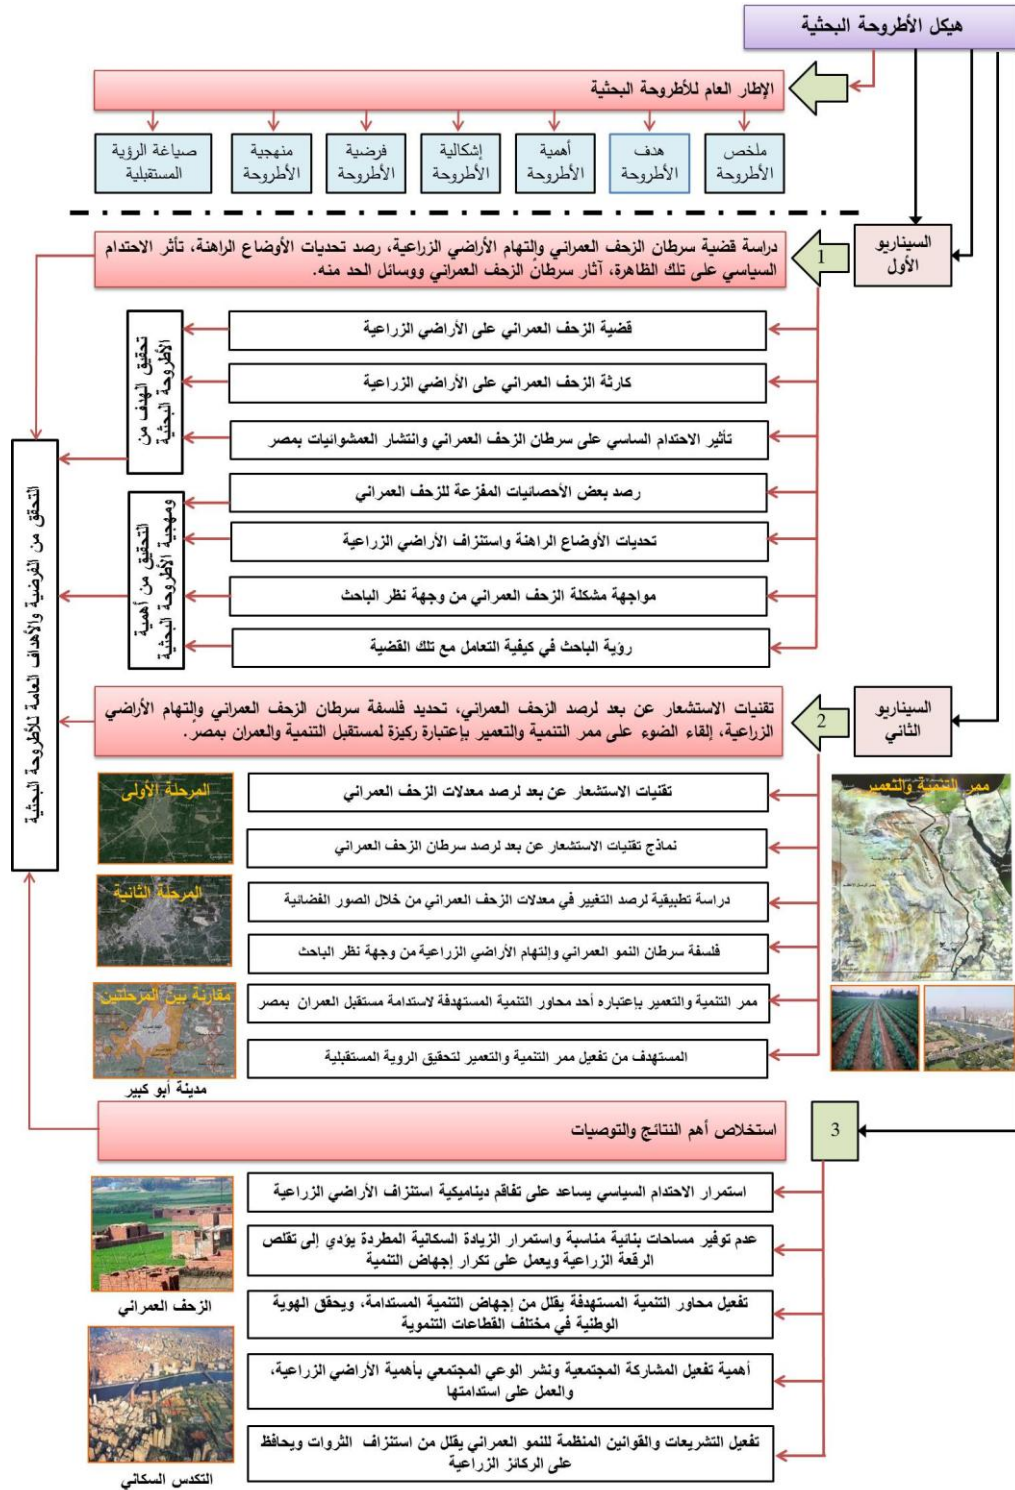 هيكل الأطروحة البحثية
الإطار العام للأطروحة البحثية
ملخص
الأطروحة
هدف
الأطروحة
أهمية
الأطروحة
إشكالية
الأطروحة
فرضية
الأطروحة
منهجية
الأطروحة
صياغة الرؤية
المستقبلية
السيناريو
الأول
1
دراسة قضية سرطان الزحف العمراني وإلتهام الأراضي الزراعية، رصد تحديات الأوضاع الراهنة، تأثر الاحتدام
السياسي على تلك الظاهرة، آثار سرطان الزحف العمراني ووسائل الحد منه.
قضية الزحف العمراني على الأراضي الزراعية
كارثة الزحف العمراني على الأراضي الزراعية
تأثير الاحتدام الساسي على سرطان الزحف العمراني وانتشار العمشوائيات بمصر
رصد بعض الأحصائيات المفزعة للزحف العمراني
تحديات الأوضاع الراهنة واستنزاف الأراضي الزراعية
مواجهة مشكلة الزحف العمراني من وجهة نظر الباحث
رؤية الباحث في كيفية التعامل مع تلك القضية
تحقيق الهدف من
الأطروحة البحثية
التحقيق من أهمية
ومنهجية الأطروحة البحثية
التحقق من الفرضية والأهداف العامة للأطروحة البحثية
السيناريو
الثاني
2
تقنيات الاستشعار عن بعد لرصد الزحف العمراني، تحديد فلسفة سرطان الزحف العمراني وإلتهام الأراضي
الزراعية، إلقاء الضوء على ممر التنمية والتعمير بإعتبارة ركيزة لمستقبل التنمية والعمران بمصر.
ممر التنمية والتعمير
تقنيات الاستشعار عن بعد لرصد معدلات الزحف العمراني
نماذج تقنيات الاستشعار عن بعد لرصد سرطان الزحف العمراني
دراسة تطبيقية لرصد التغيير في معدلات الزحف العمراني من خلال الصور الفضائية
فلسفة سرطان النمو العمراني وإلتهام الأراضي الزراعية من وجهة نظر الباحث
ممر التنمية والتعمير بإعتباره أحد محاور التنمية المستهدفة لاستدامة مستقبل العمران بمصر
المستهدف من تفعيل ممر التنمية والتعمير لتحقيق الروية المستقبلية
المرحلة الأولى
المرحلة الثانية
مقارنة بين المرحلتين
مدينة أبو كبير
3
استخلاص أهم النتائج والتوصيات
استمرار الاحتدام السياسي يساعد على تفاقم ديناميكية استنزاف الأراضي الزراعية
عدم توفير مساحات بنائية مناسبة واستمرار الزيادة السكانية المطردة يؤدي إلى تقلص
الرقعة الزراعية ويعمل على تكرار إجهاض التنمية
تفعيل محاور التنمية المستهدفة يقلل من إجهاض التنمية المستدامة، ويحقق الهوية
الوطنية في مختلف القطاعات التنموية
أهمية تفعيل المشاركة المجتمعية ونشر الوعي المجتمعي بأهمية الأراضي الزراعية،
والعمل على استدامتها
تفعيل التشريعات والقوانين المنظمة للنمو العمراني يقلل من استنزاف الثروات ويحافظ
على الركائز الزراعية
الزحف العمراني
التكدس السكاني